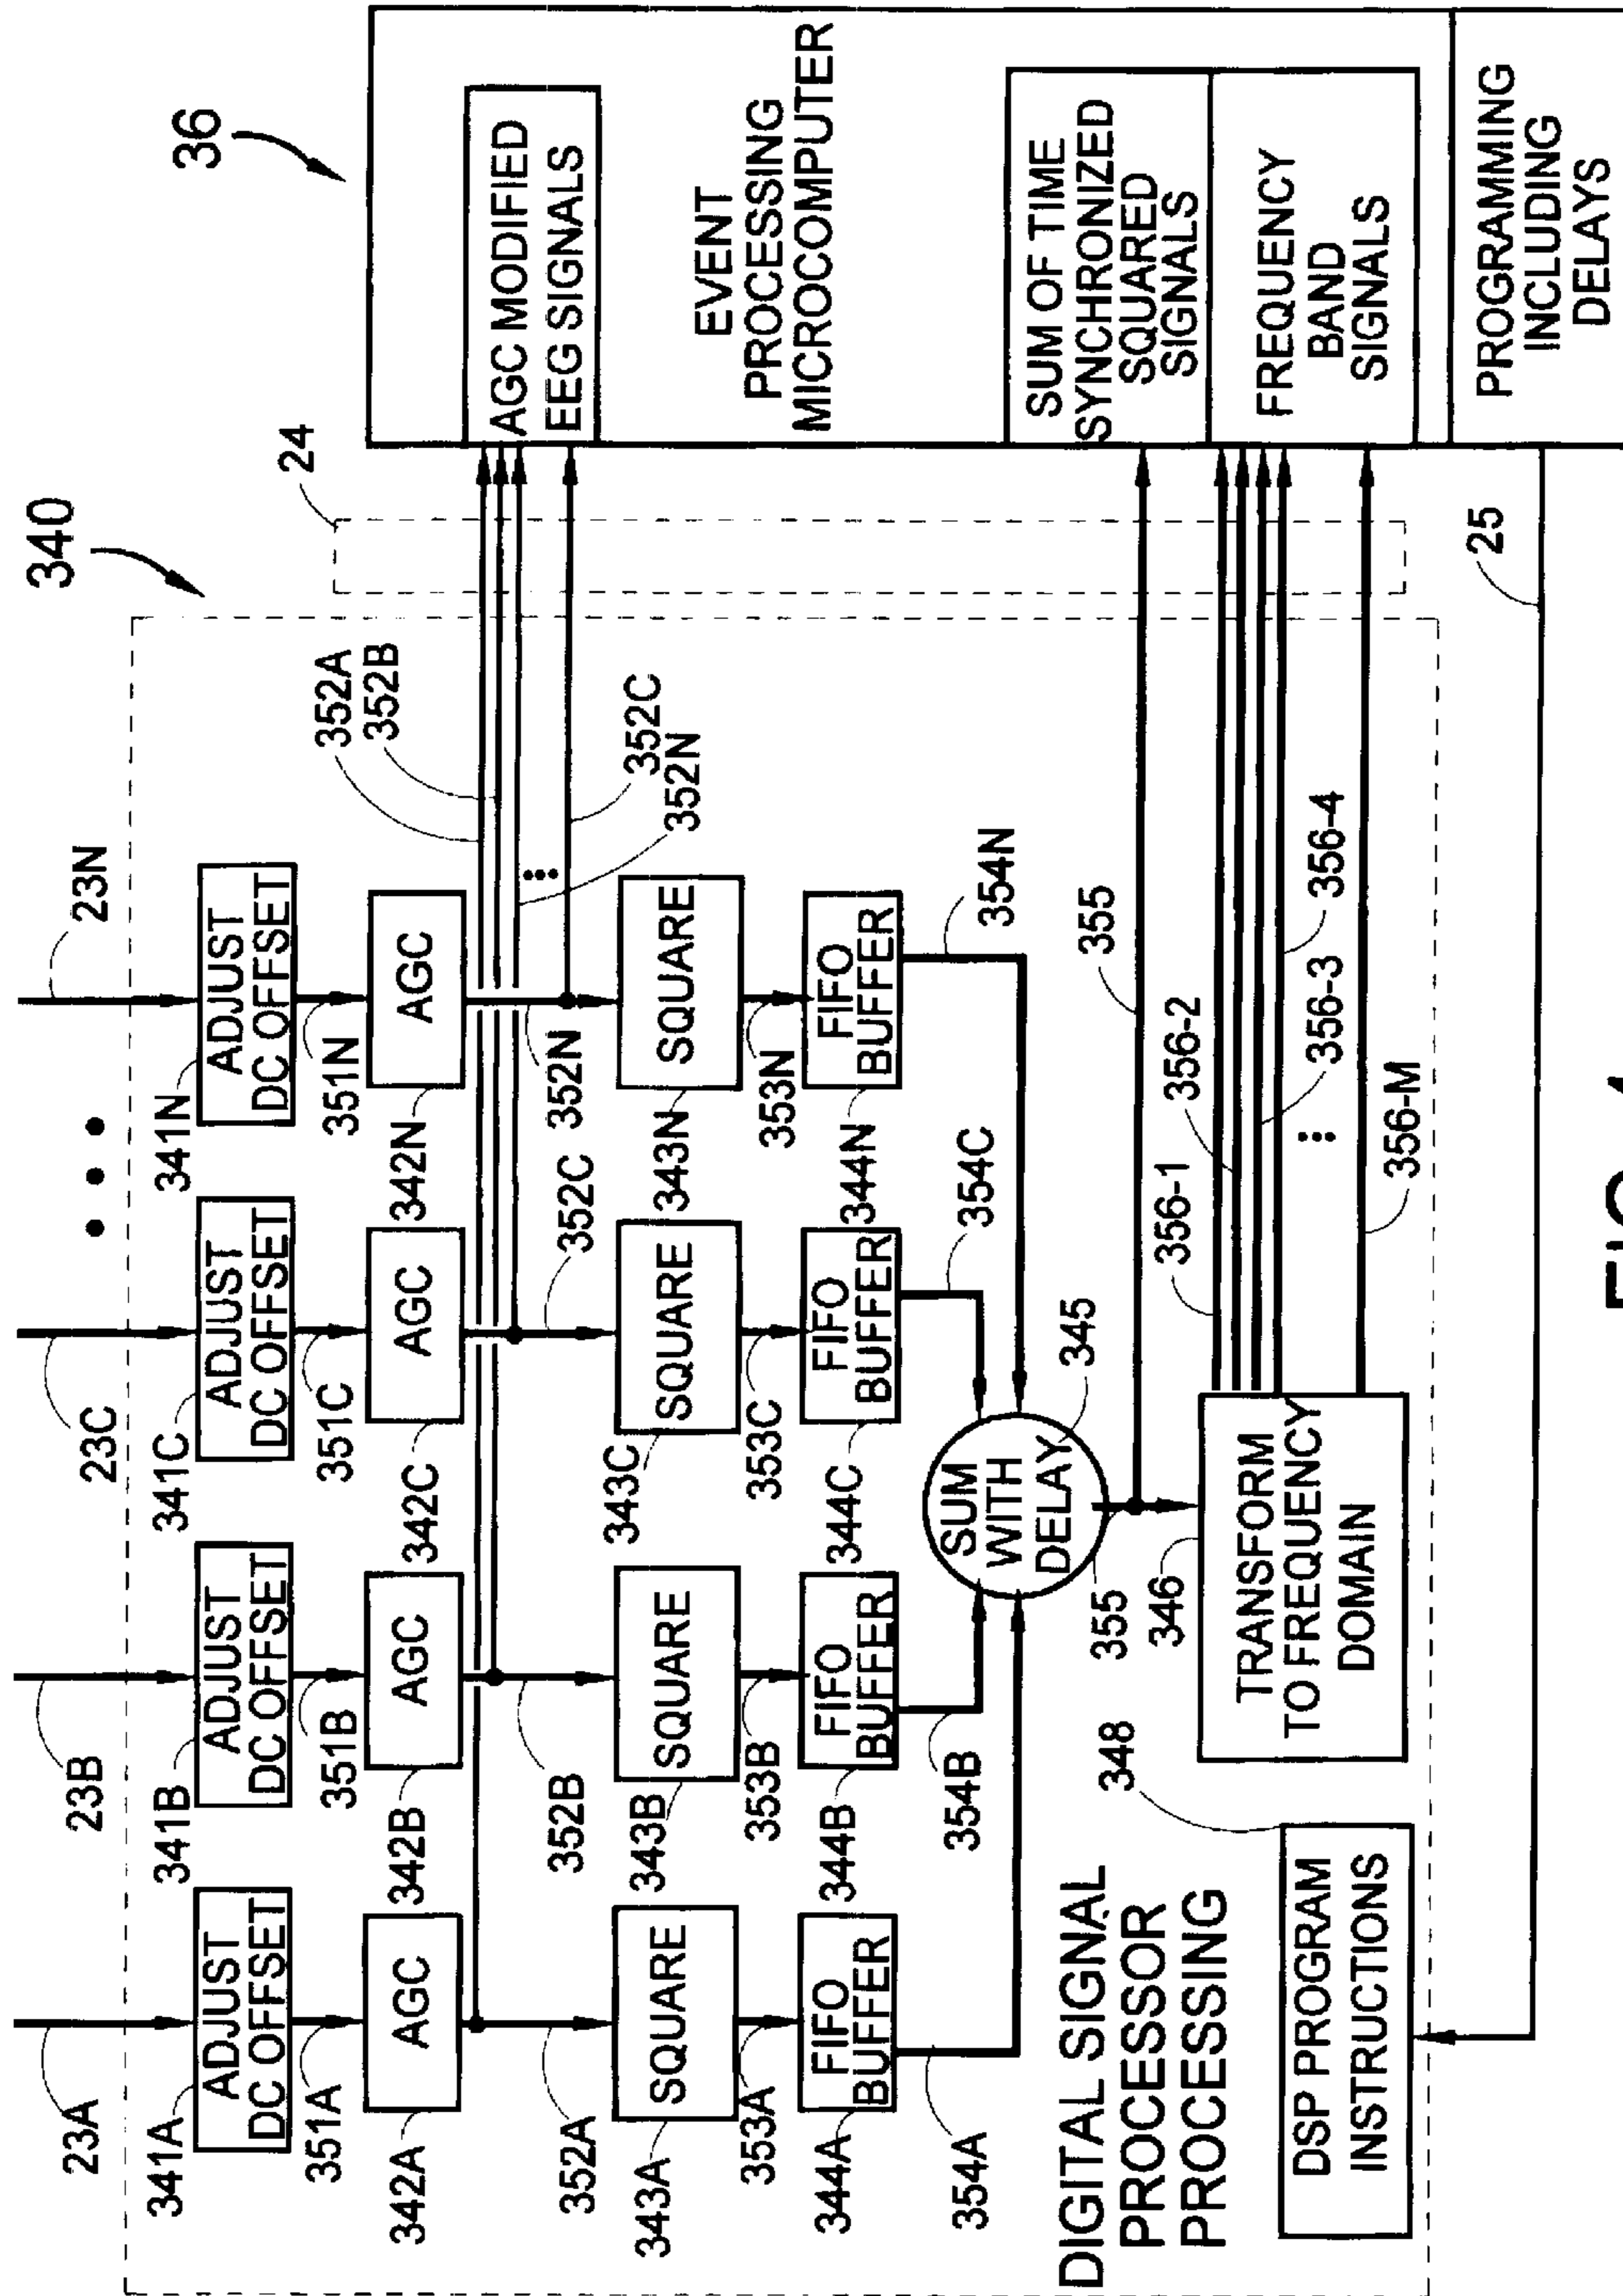 340
36
24
23A
23B
23C
23N
• • •
341A
ADJUST
DC OFFSET
341B
ADJUST
DC OFFSET
341C
ADJUST
DC OFFSET
341N
ADJUST
DC OFFSET
351A
351B
351C
351N
342A
AGC
342B
AGC
342C
AGC
342N
AGC
352A
352B
352C
352N
352A
352B
352C
352N
...
343A
SQUARE
343B
SQUARE
343C
SQUARE
343N
SQUARE
353A
353B
353C
353N
344A
FIFO
BUFFER
344B
FIFO
BUFFER
344C
FIFO
BUFFER
344N
FIFO
BUFFER
354A
354B
354C
354N
SUM
WITH
DELAY
345
355
355
346
TRANSFORM
TO FREQUENCY
DOMAIN
356-1
356-2
356-3
356-4
...
356-M
DIGITAL SIGNAL
PROCESSOR
PROCESSING
348
DSP PROGRAM
INSTRUCTIONS
25
AGC MODIFIED
EEG SIGNALS
EVENT
PROCESSING
MICROCOMPUTER
SUM OF TIME
SYNCHRONIZED
SQUARED
SIGNALS
FREQUENCY
BAND
SIGNALS
PROGRAMMING
INCLUDING
DELAYS